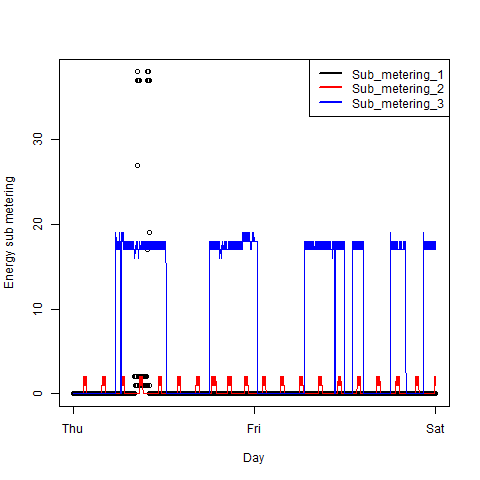 Sub_metering_1
Sub_metering_2
Sub_metering_3
Energy sub metering
30
20
10
0
Thu Fri Sat
Day